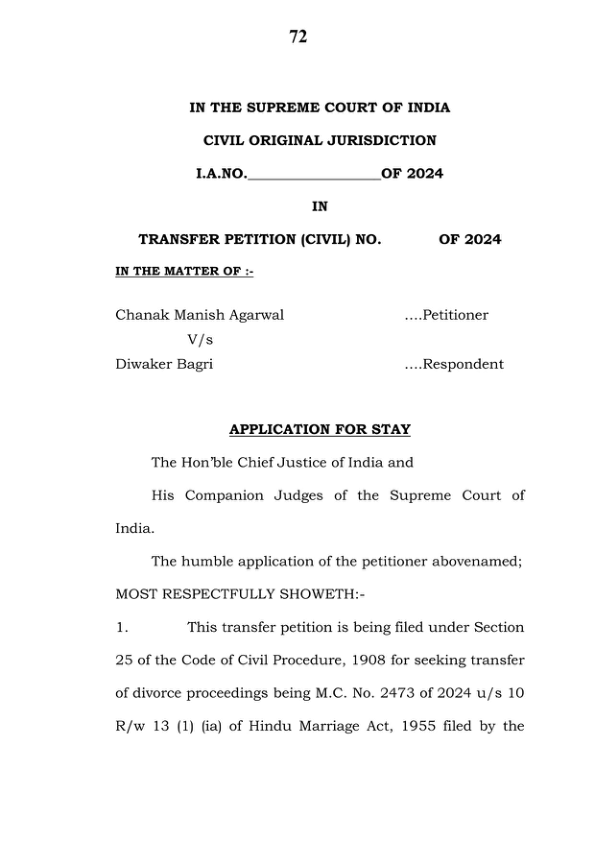 72
IN THE SUPREME COURT OF INDIA
CIVIL ORIGINAL JURISDICTION
I.A.NO.___________________OF 2024
IN
TRANSFER PETITION (CIVIL) NO. OF 2024
IN THE MATTER OF :-
Chanak Manish Agarwal ....Petitioner
V/s
Diwaker Bagri ....Respondent
APPLICATION FOR STAY
The Hon'ble Chief Justice of India and
His Companion Judges of the Supreme Court of
India.
The humble application of the petitioner abovenamed;
MOST RESPECTFULLY SHOWETH:-
1. This transfer petition is being filed under Section
25 of the Code of Civil Procedure, 1908 for seeking transfer
of divorce proceedings being M.C. No. 2473 of 2024 u/s 10
R/w 13 (1) (ia) of Hindu Marriage Act, 1955 filed by the